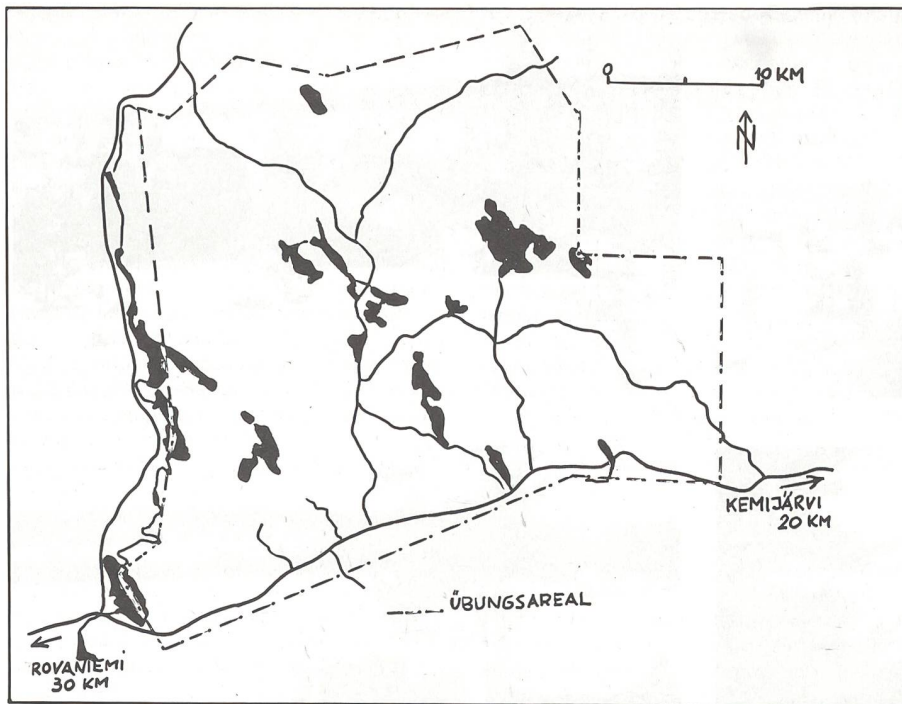 0 10 KM
N
KEMIJÄRVI
20 KM
ÜBUNGSAREAL
ROVANIEMI
30 KM